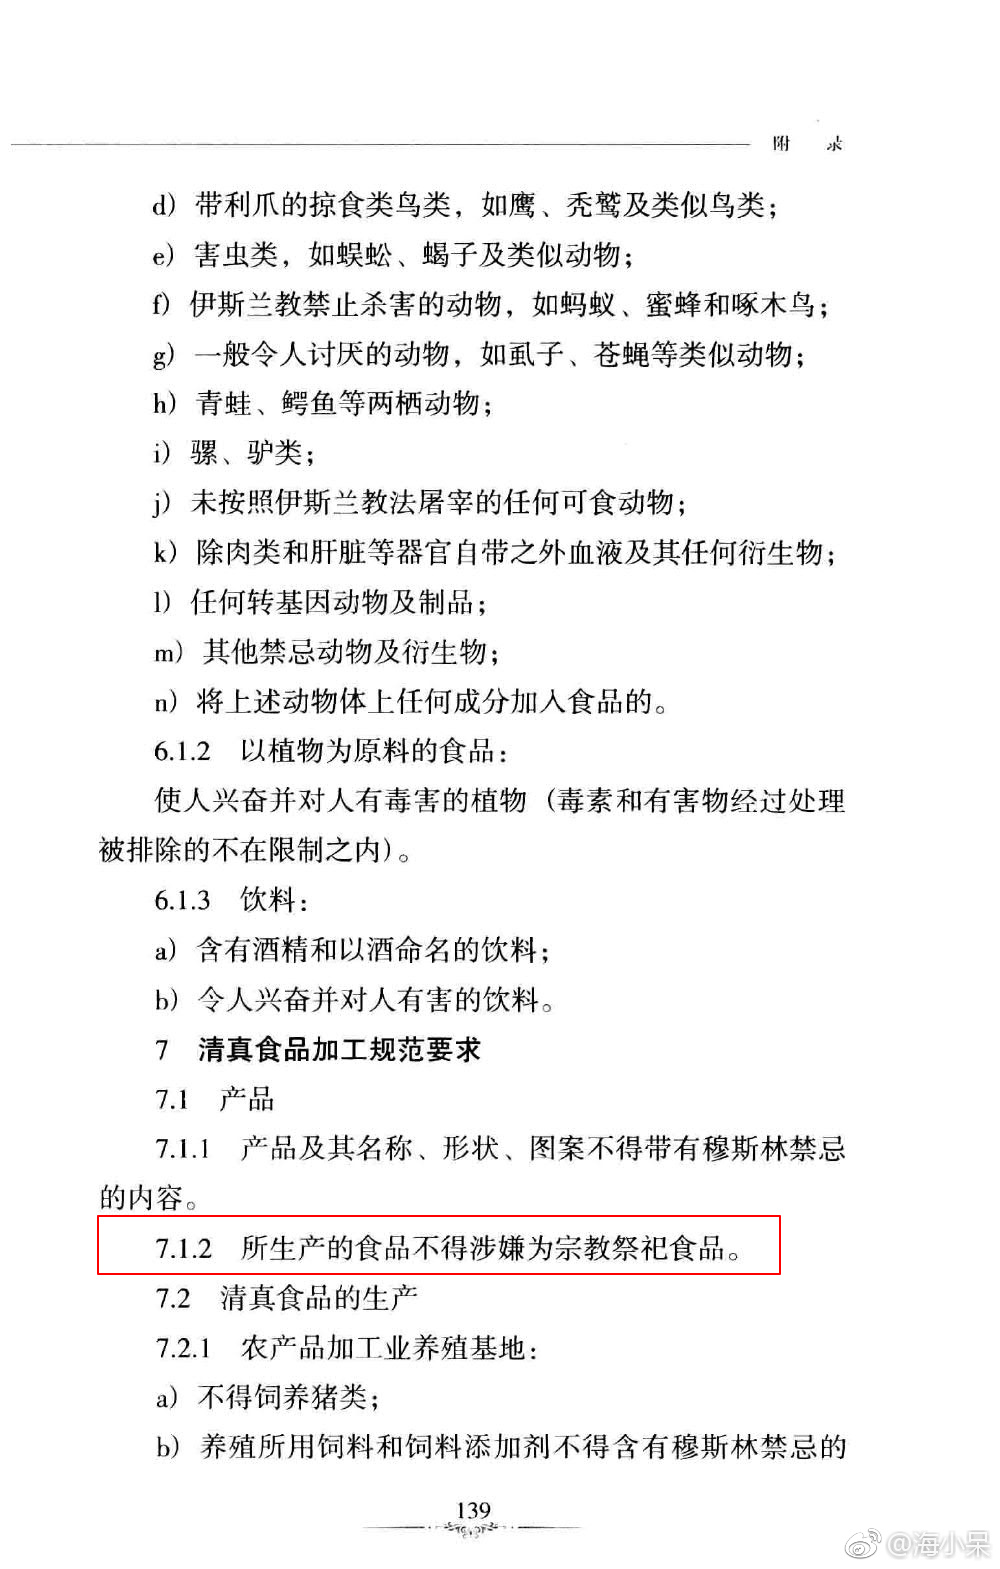 附 录
d）带利爪的掠食类鸟类，如鹰、秃鹫及类似鸟类；
e）害虫类，如蜈蚣、蝎子及类似动物；
f）伊斯兰教禁止杀害的动物，如蚂蚁、蜜蜂和啄木鸟；
g）一般令人讨厌的动物，如虱子、苍蝇等类似动物；
h）青蛙、鳄鱼等两栖动物；
i）骡、驴类；
j）未按照伊斯兰教法屠宰的任何可食动物；
k）除肉类和肝脏等器官自带之外血液及其任何衍生物；
l）任何转基因动物及制品；
m）其他禁忌动物及衍生物；
n）将上述动物体上任何成分加入食品的。
6.1.2 以植物为原料的食品：
使人兴奋并对人有毒害的植物（毒素和有害物经过处理
被排除的不在限制之内）。
6.1.3 饮料：
a）含有酒精和以酒命名的饮料；
b）令人兴奋并对人有害的饮料。
7 清真食品加工规范要求
7.1 产品
7.1.1 产品及其名称、形状、图案不得带有穆斯林禁忌
的内容。
7.1.2 所生产的食品不得涉嫌为宗教祭祀食品。
7.2 清真食品的生产
7.2.1 农产品加工业养殖基地：
a）不得饲养猪类；
b）养殖所用饲料和饲料添加剂不得含有穆斯林禁忌的
139
@海小呆